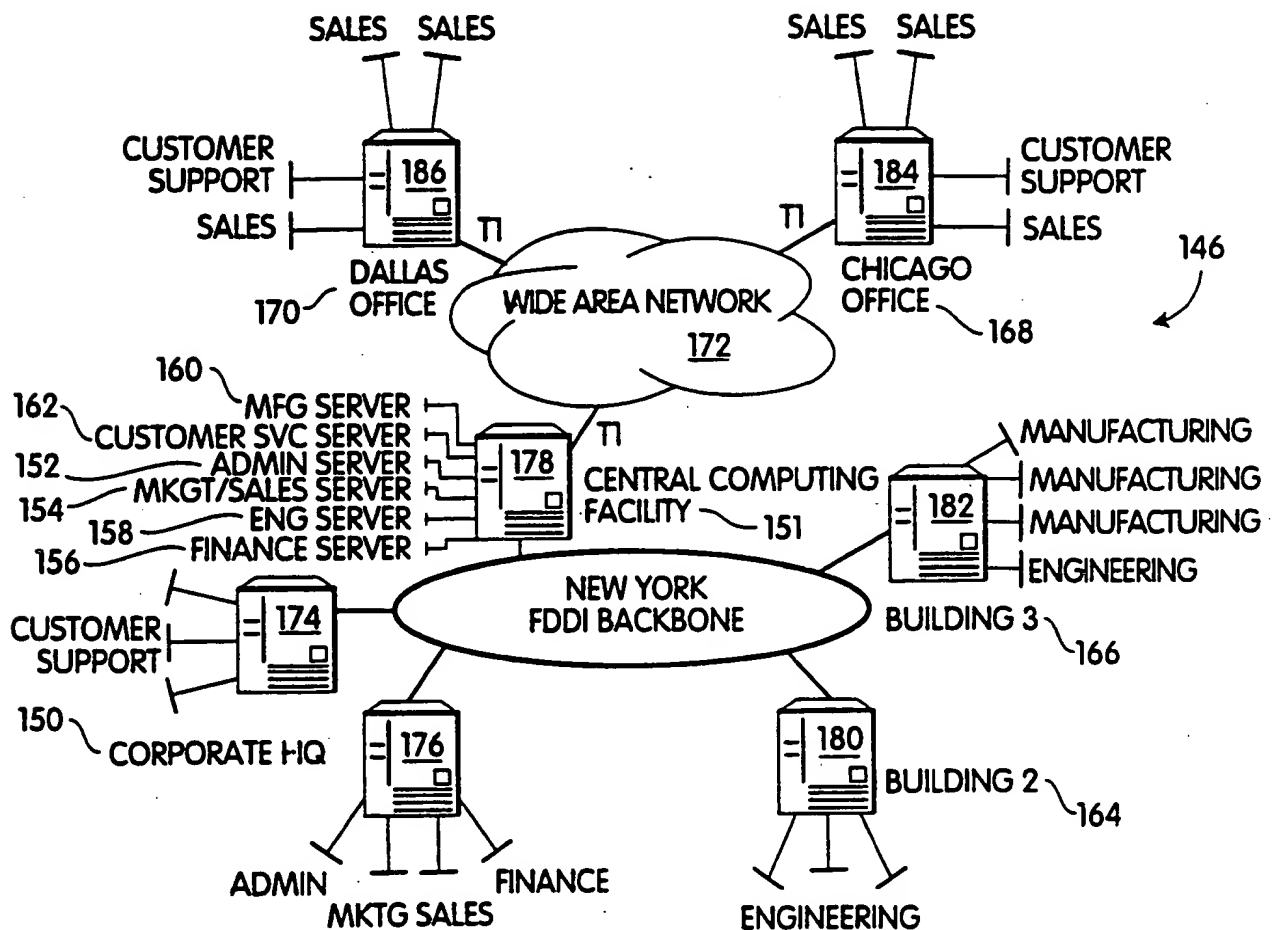 SALES SALES
SALES SALES
CUSTOMER
SUPPORT
186
184
CUSTOMER
SUPPORT
SALES
T1
T1
SALES
DALLAS
OFFICE
170
WIDE AREA NETWORK
172
CHICAGO
OFFICE
168
146
160
MFG SERVER
162
CUSTOMER SVC SERVER
152
ADMIN SERVER
154
MKGT/SALES SERVER
158
ENG SERVER
156
FINANCE SERVER
178
T1
CENTRAL COMPUTING
FACILITY
151
182
MANUFACTURING
MANUFACTURING
MANUFACTURING
ENGINEERING
BUILDING 3
166
NEW YORK
FDDI BACKBONE
174
CUSTOMER
SUPPORT
150
CORPORATE HQ
176
180
BUILDING 2
164
ADMIN
MKTG SALES
FINANCE
ENGINEERING